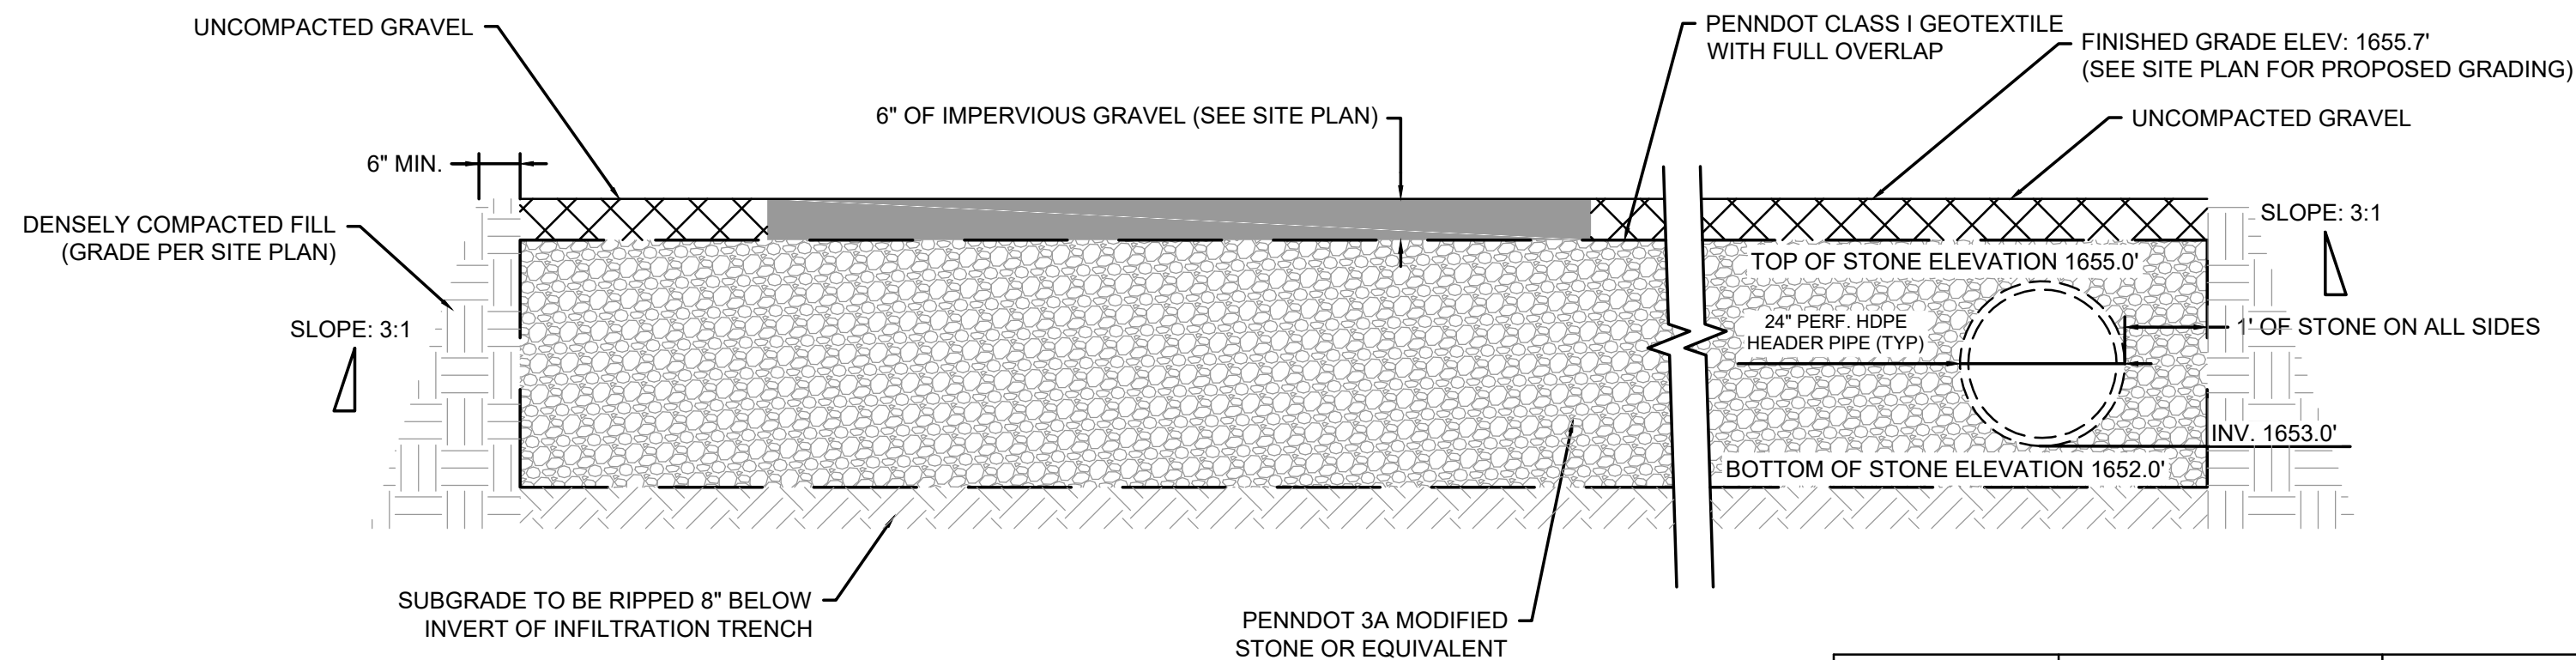 UNCOMPACTED GRAVEL
PENNDOT CLASS I GEOTEXTILE
WITH FULL OVERLAP
FINISHED GRADE ELEV: 1655.7'
(SEE SITE PLAN FOR PROPOSED GRADING)
6" OF IMPERVIOUS GRAVEL (SEE SITE PLAN)
UNCOMPACTED GRAVEL
6" MIN.
DENSELY COMPACTED FILL
(GRADE PER SITE PLAN)
SLOPE: 3:1
TOP OF STONE ELEVATION 1655.0'
SLOPE: 3:1
24" PERF. HDPE
HEADER PIPE (TYP)
1' OF STONE ON ALL SIDES
INV. 1653.0'
BOTTOM OF STONE ELEVATION 1652.0'
SUBGRADE TO BE RIPPED 8" BELOW
INVERT OF INFILTRATION TRENCH
PENNDOT 3A MODIFIED
STONE OR EQUIVALENT